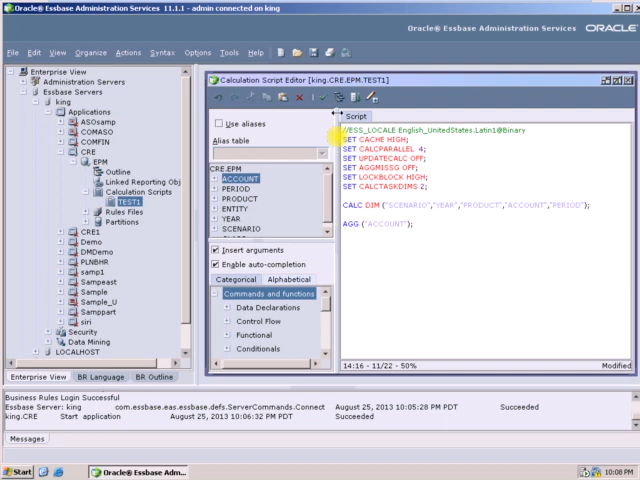 Oracle® Essbase Administration Services 11.1.1 - admin connected on king
Oracle® Essbase Administration Services ORACLE
File Edit View Organize Actions Syntax Options Tools Help
Enterprise View
Administration Servers
Essbase Servers
king
Applications
ASOsamp
COMASO
COMFIN
CRE
EPM
Outline
Linked Reporting Obj
Calculation Scripts
TEST1
Rules Files
Partitions
CRE1
Demo
DMDemo
PLNBHR
samp1
Sampeast
Sample
Sample_U
Samppart
siri
Security
Data Mining
LOCALHOST
Enterprise View BR Language BR Outline
Calculation Script Editor [king.CRE.EPM.TEST1]
Use aliases
Alias table
CRE.EPM
ACCOUNT
PERIOD
PRODUCT
ENTITY
YEAR
SCENARIO
Insert arguments
Enable auto-completion
Categorical Alphabetical
Commands and functions
Data Declarations
Control Flow
Functional
Conditionals
Script
//ESS_LOCALE English_UnitedStates.Latin1@Binary
SET CACHE HIGH;
SET CALCPARALLEL 4;
SET UPDATECALC OFF;
SET AGGMISSG OFF;
SET LOCKBLOCK HIGH;
SET CALCTASKDIMS 2;
CALC DIM ("SCENARIO","YEAR","PRODUCT","ACCOUNT","PERIOD");
AGG ("ACCOUNT");
14:16 - 11/22 - 50% Modified
Business Rules Login Successful
Essbase Server: king com.essbase.eas.essbase.defs.ServerCommands.Connect August 25, 2013 10:05:28 PM PDT Succeeded
king.CRE Start application August 25, 2013 10:06:32 PM PDT Succeeded
Messages
Start Oracle® Essbase Adm... 10:08 PM